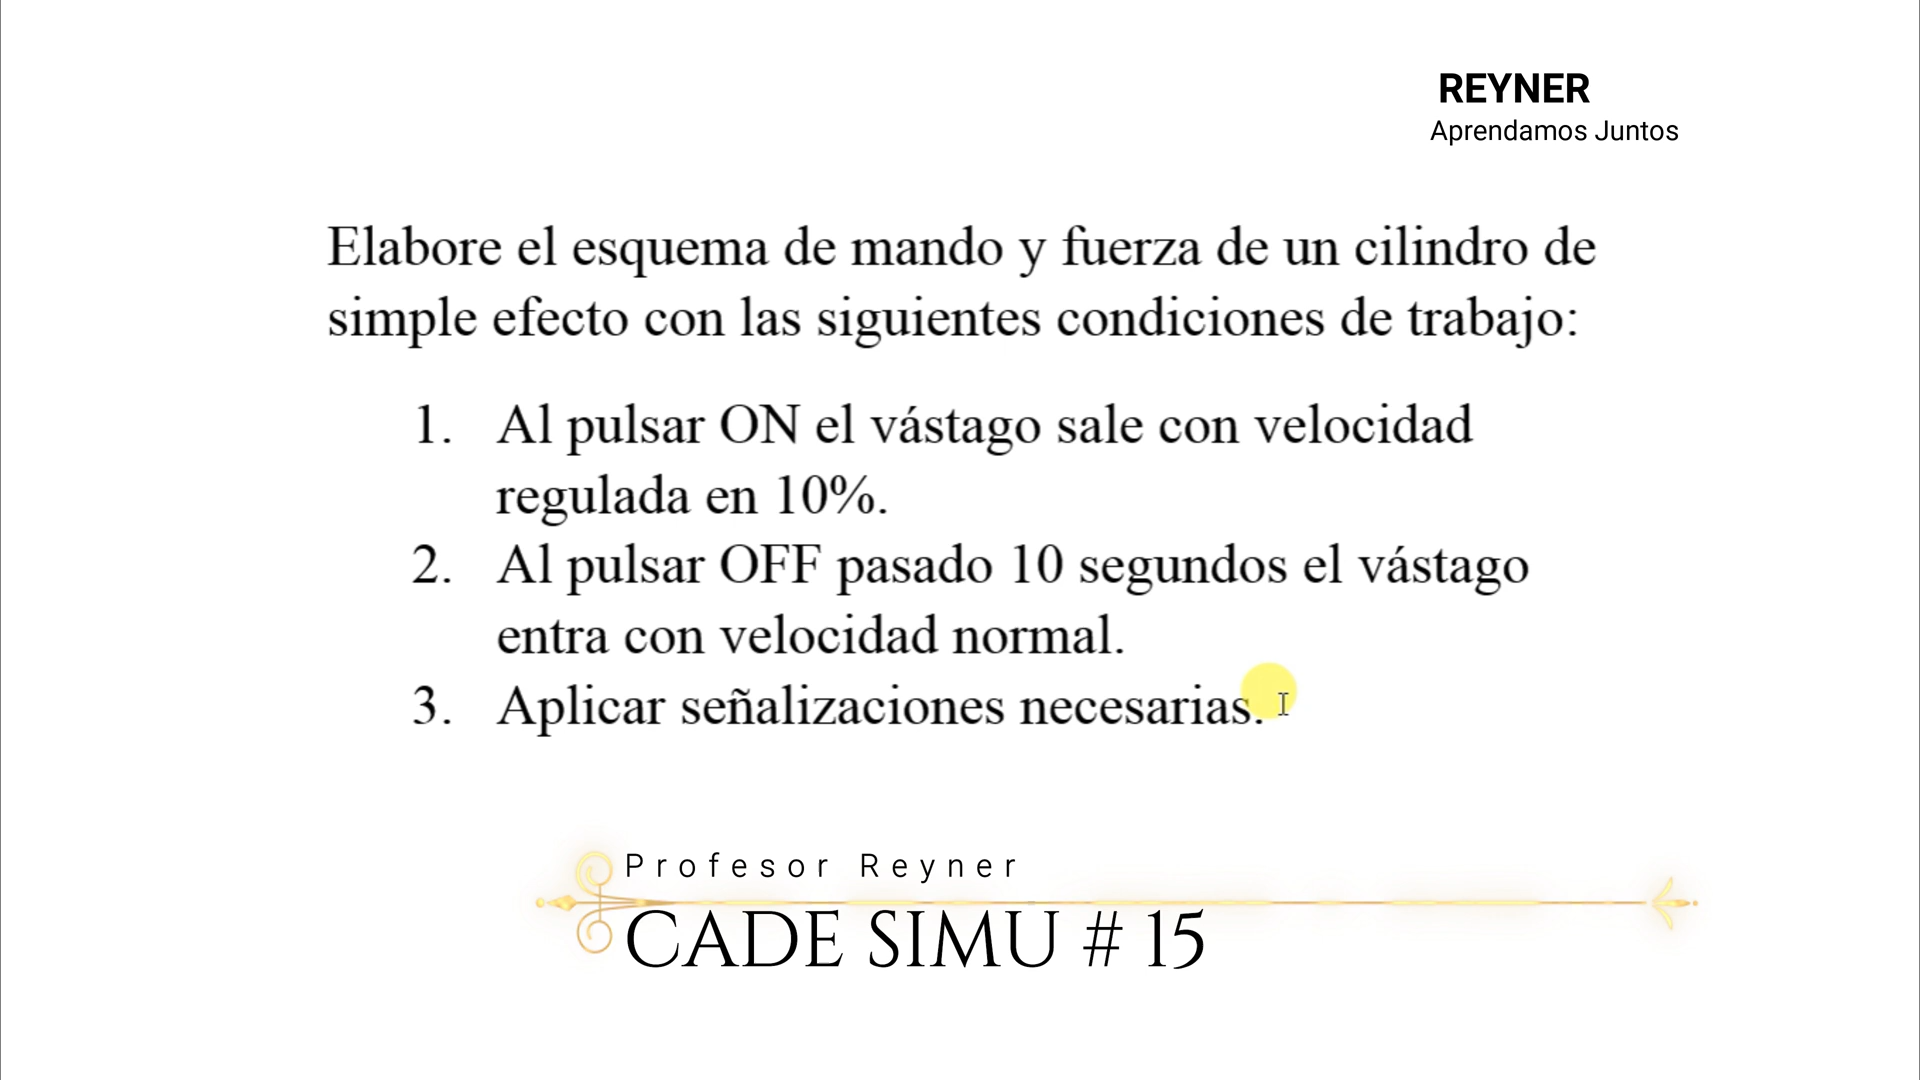 REYNER
Aprendamos Juntos
Elabore el esquema de mando y fuerza de un cilindro de
simple efecto con las siguientes condiciones de trabajo:
1. Al pulsar ON el vástago sale con velocidad
regulada en 10%.
2. Al pulsar OFF pasado 10 segundos el vástago
entra con velocidad normal.
3. Aplicar señalizaciones necesarias.
Profesor Reyner
CADE SIMU # 15